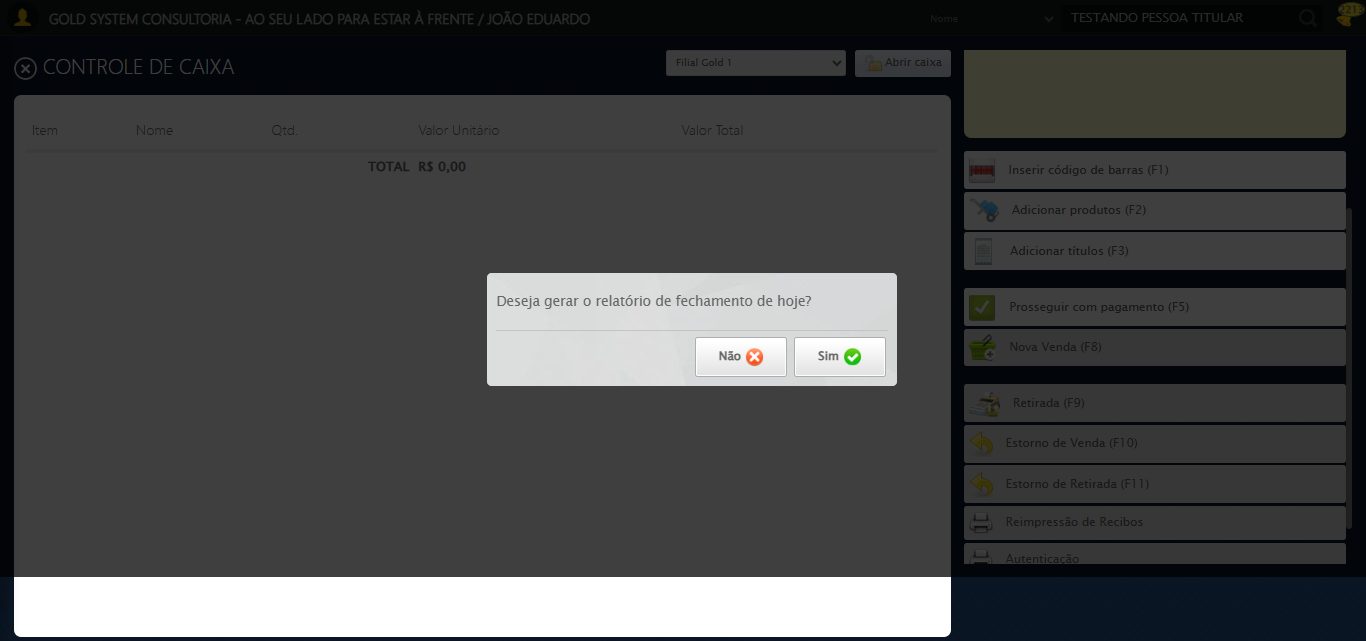 GOLD SYSTEM CONSULTORIA - AO SEU LADO PARA ESTAR À FRENTE / JOÃO EDUARDO
Nome
TESTANDO PESSOA TITULAR
CONTROLE DE CAIXA
Filial Gold 1
Abrir caixa
Item Nome Qtd. Valor Unitário Valor Total
TOTAL R$ 0,00
Deseja gerar o relatório de fechamento de hoje?
Não
Sim
Inserir código de barras (F1)
Adicionar produtos (F2)
Adicionar títulos (F3)
Prosseguir com pagamento (F5)
Nova Venda (F8)
Retirada (F9)
Estorno de Venda (F10)
Estorno de Retirada (F11)
Reimpressão de Recibos
Autenticação